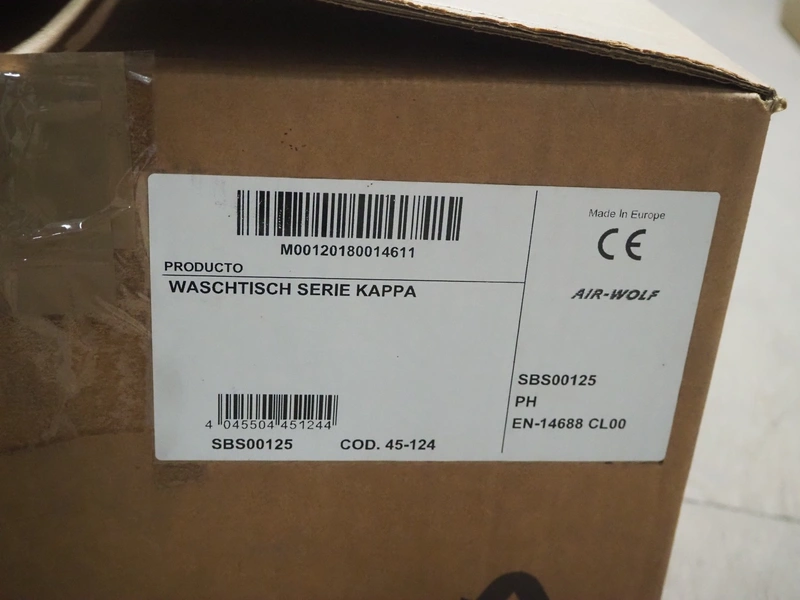 M00120180014611
PRODUCTO
WASCHTISCH SERIE KAPPA
4 045504 451244
SBS00125 COD. 45-124
Made In Europe
CE
AIR-WOLF
SBS00125
PH
EN-14688 CL00